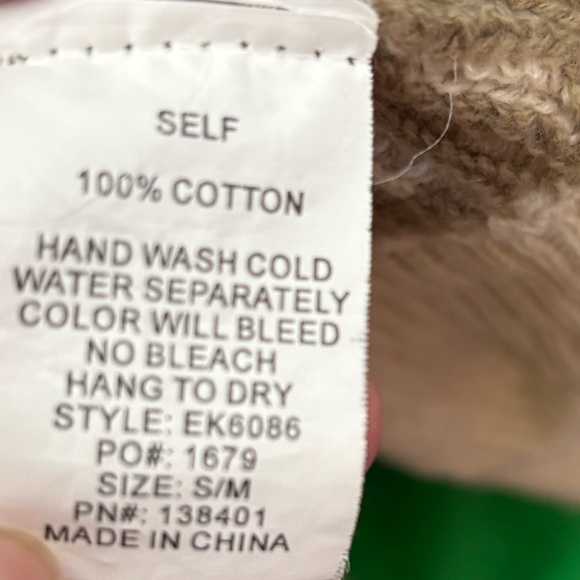 SELF
100% COTTON
HAND WASH COLD
WATER SEPARATELY
COLOR WILL BLEED
NO BLEACH
HANG TO DRY
STYLE: EK6086
PO#: 1679
SIZE: S/M
PN#: 138401
MADE IN CHINA